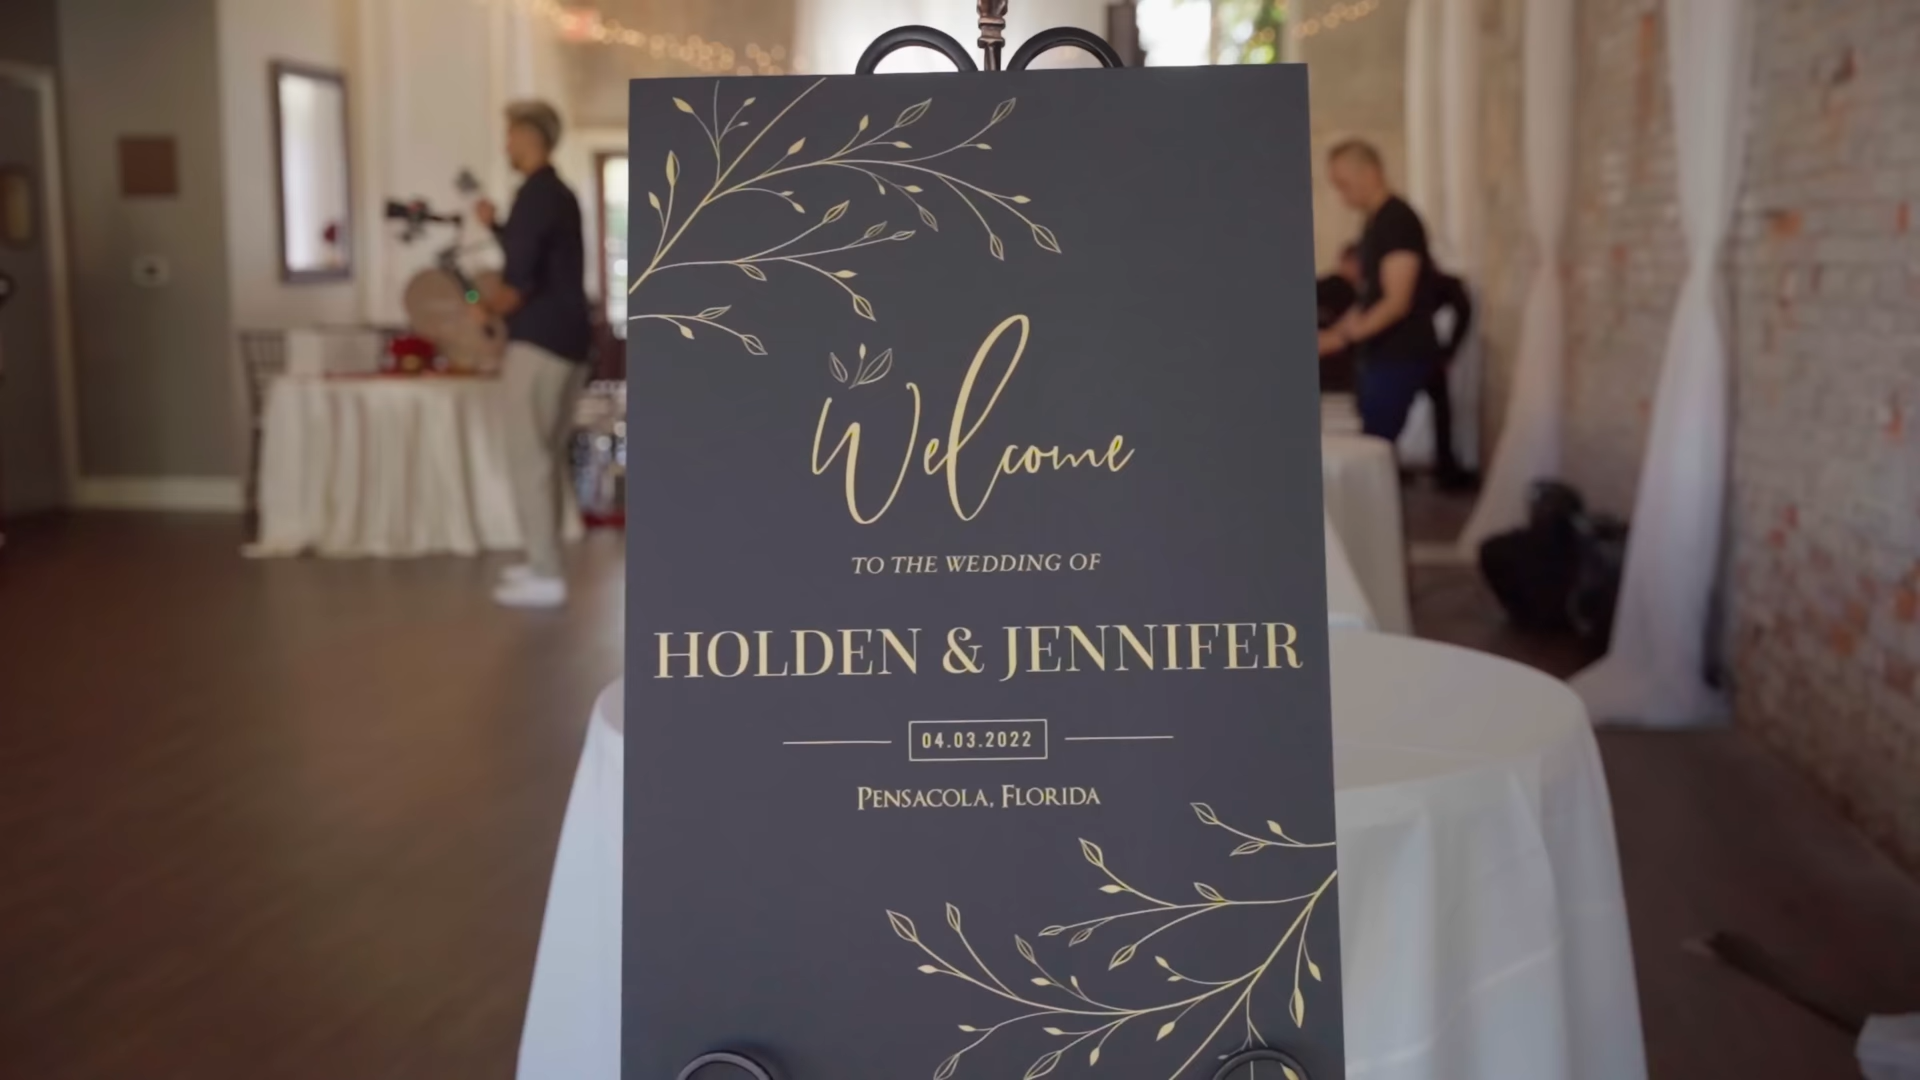 Welcome
TO THE WEDDING OF
HOLDEN & JENNIFER
04.03.2022
PENSACOLA, FLORIDA